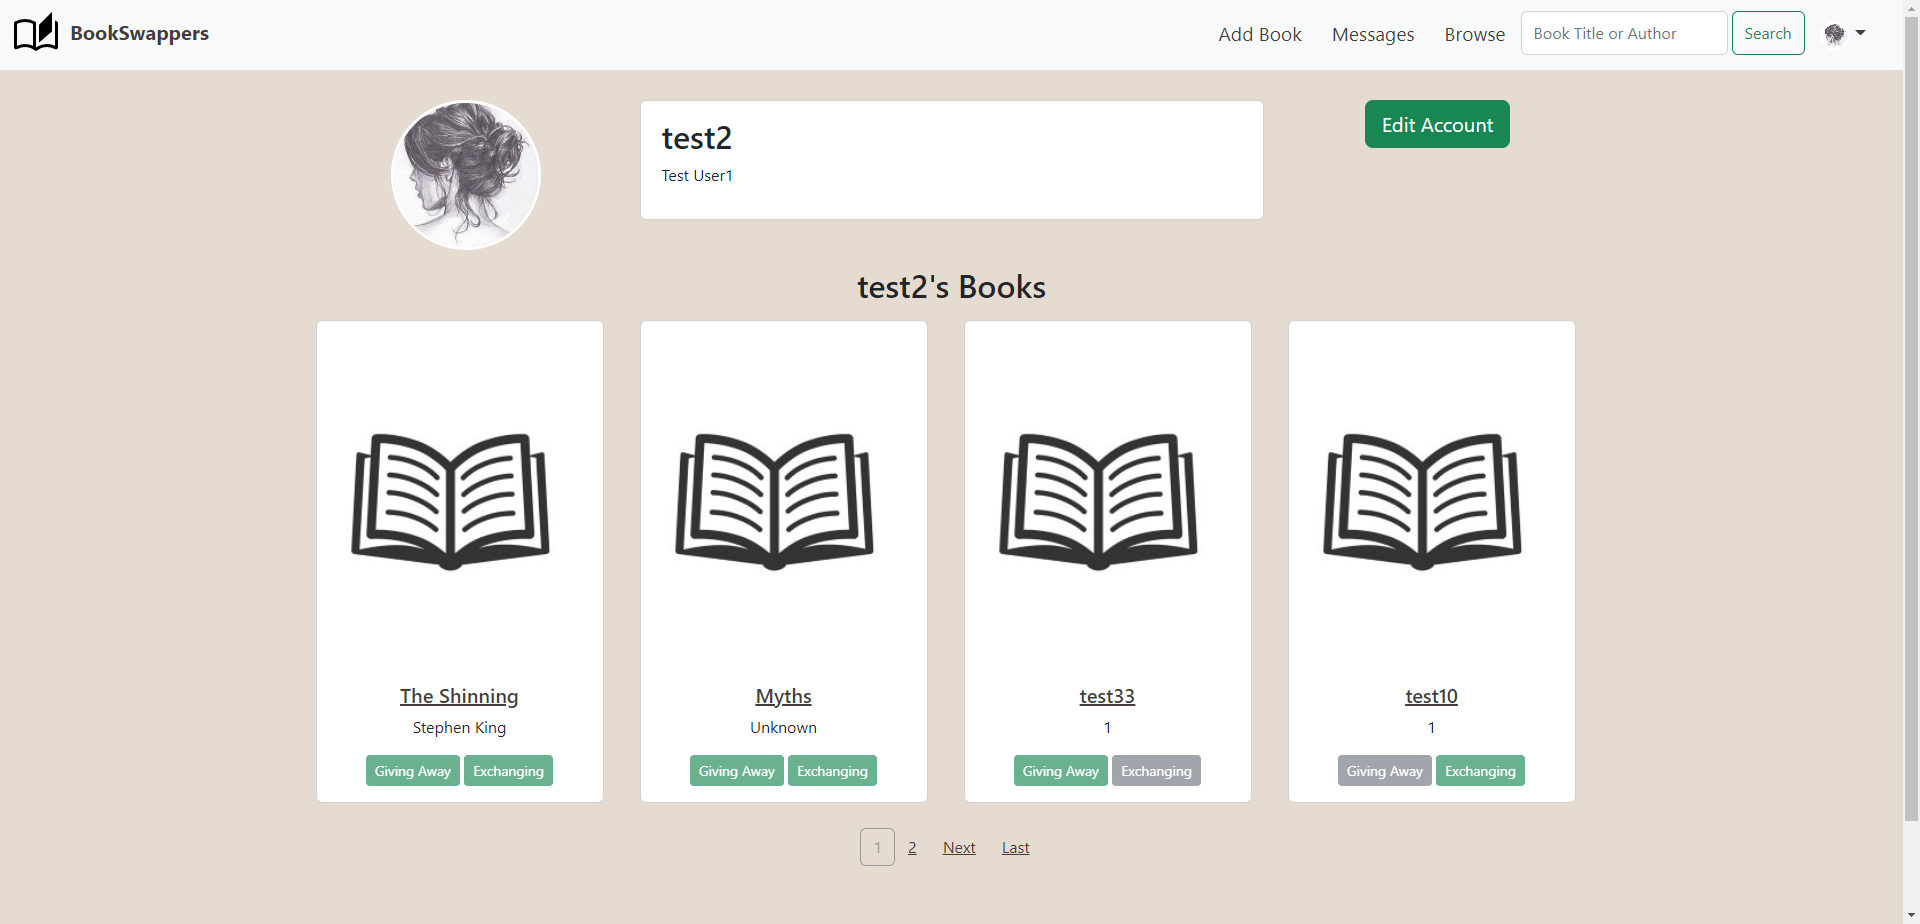 BookSwappers
Add Book Messages Browse Book Title or Author Search
test2
Test User1
Edit Account
test2's Books
The Shinning
Stephen King
Giving Away Exchanging
Myths
Unknown
Giving Away Exchanging
test33
1
Giving Away Exchanging
test10
1
Giving Away Exchanging
1 2 Next Last